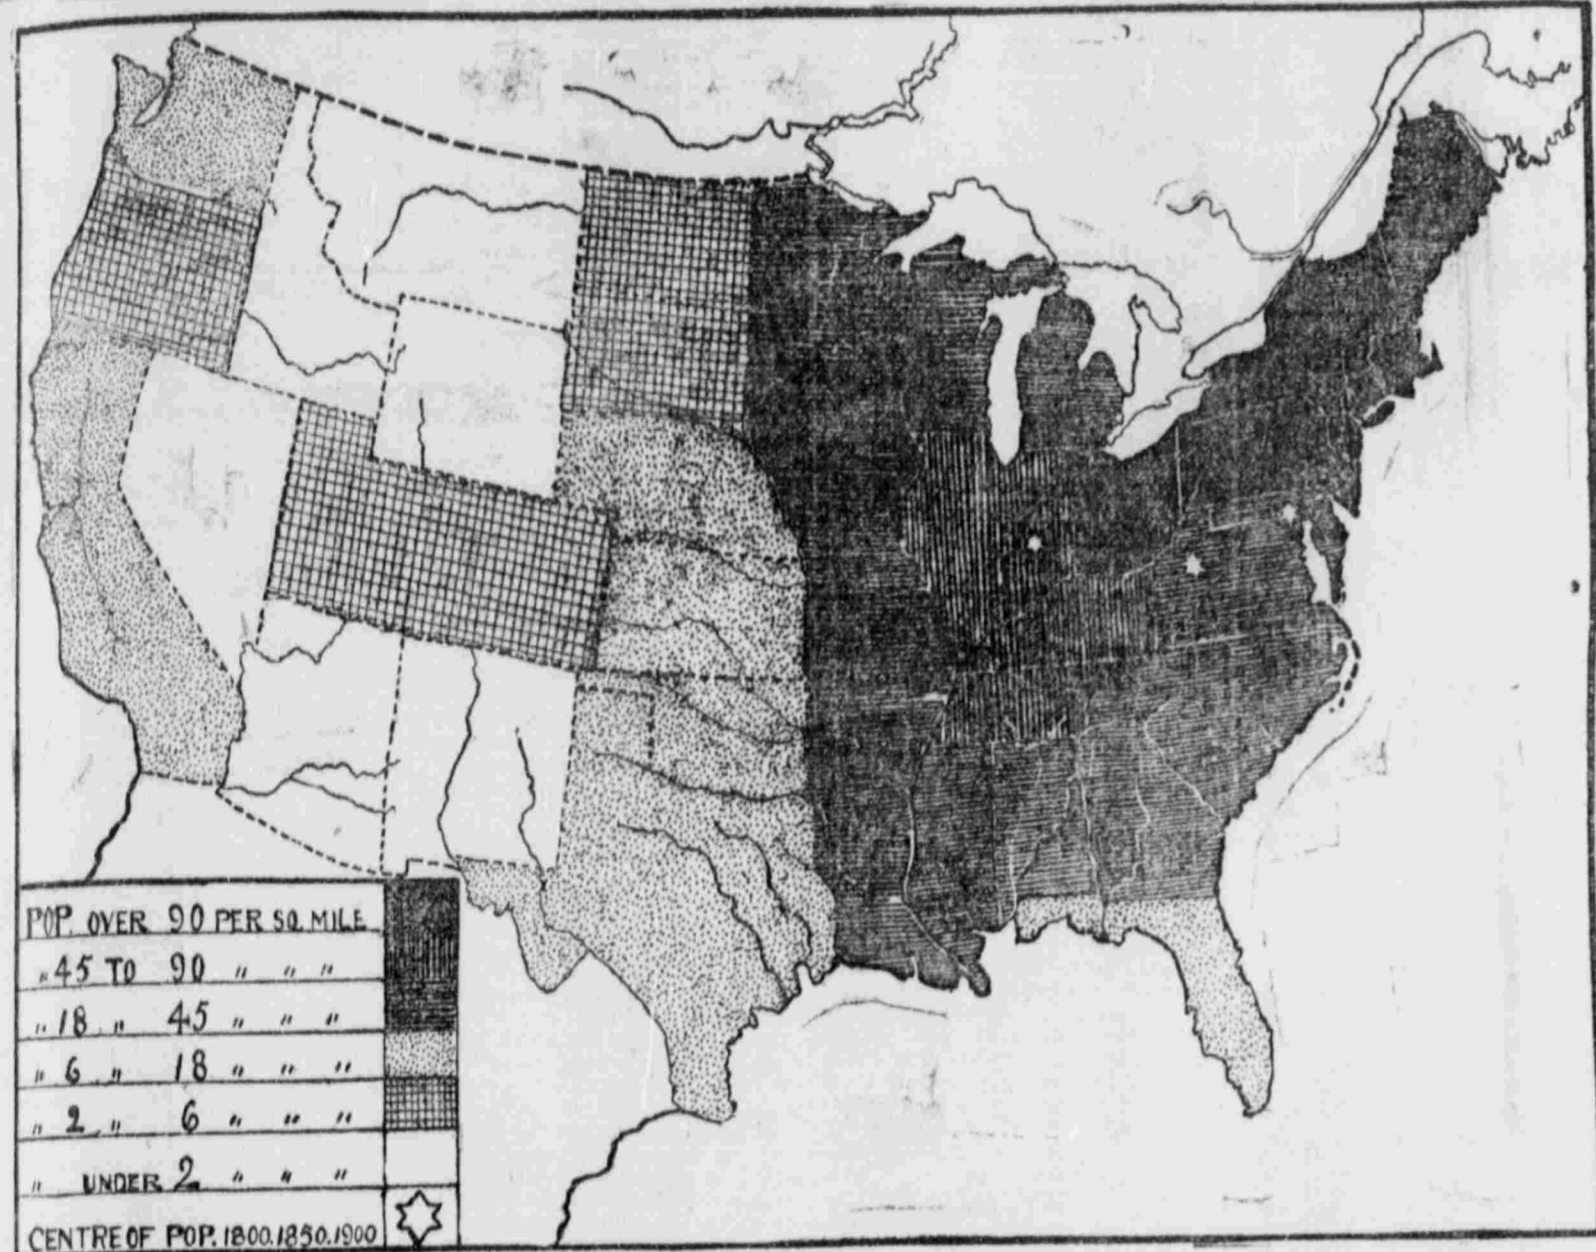 POP. OVER 90 PER SQ. MILE
" 45 TO 90 " " "
" 18 " 45 " " "
" 6 " 18 " " "
" 2 " 6 " " "
" UNDER 2 " " "
CENTRE OF POP. 1800.1850.1900